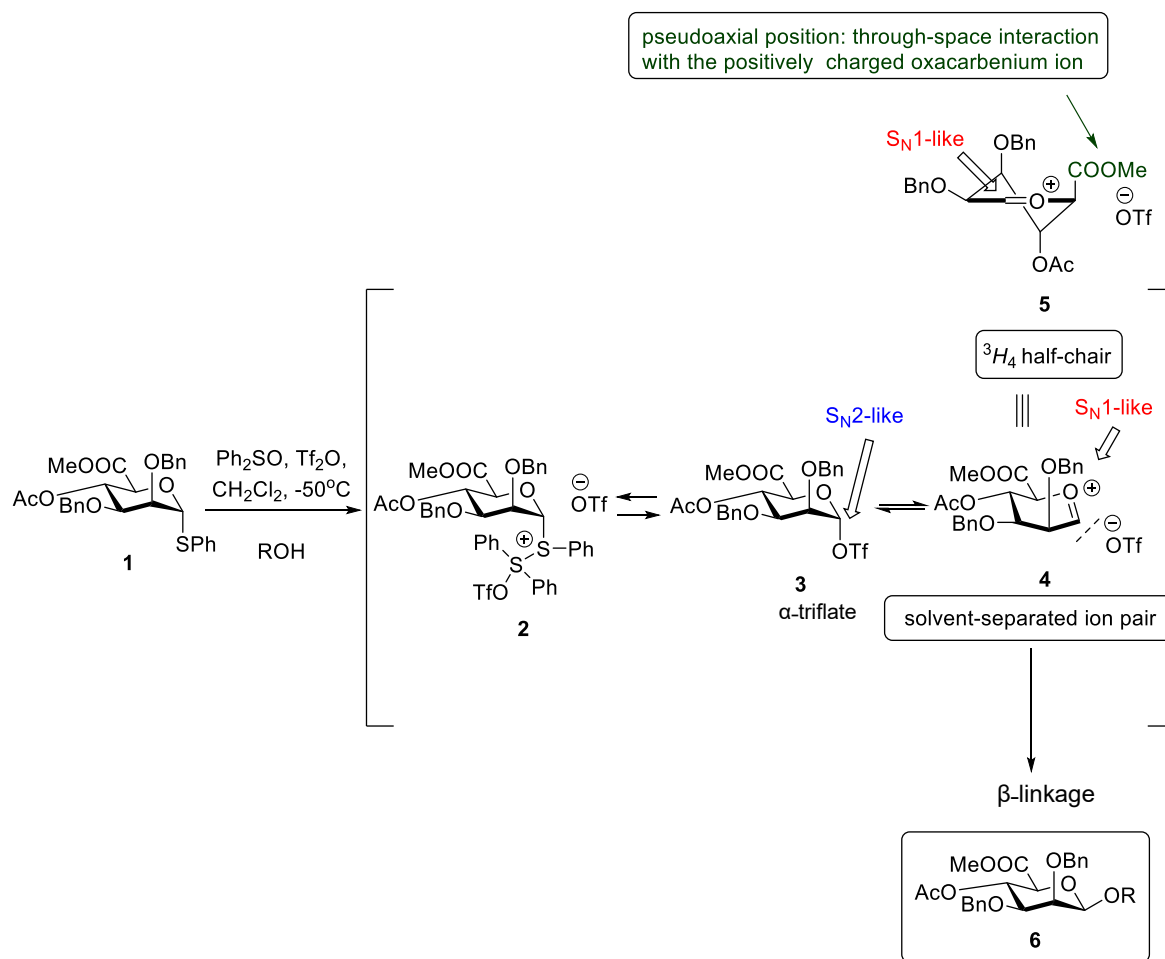 pseudoaxial position: through-space interaction
with the positively charged oxacarbenium ion
SN1-like
OBn
BnO
COOMe
⊕
O
⊖
OTf
OAc
5
3H4 half-chair
SN1-like
SN2-like
MeOOC
OBn
AcO
O
BnO
SPh
1
Ph2SO, Tf2O,
CH2Cl2, -50oC
ROH
MeOOC
OBn
⊖
OTf
AcO
O
BnO
⊕
S
Ph
Ph
S
TfO
Ph
Ph
2
MeOOC
OBn
AcO
O
BnO
OTf
3
α-triflate
MeOOC
OBn
AcO
O
⊕
BnO
⊖
OTf
4
solvent-separated ion pair
β-linkage
MeOOC
OBn
AcO
O
BnO
OR
6